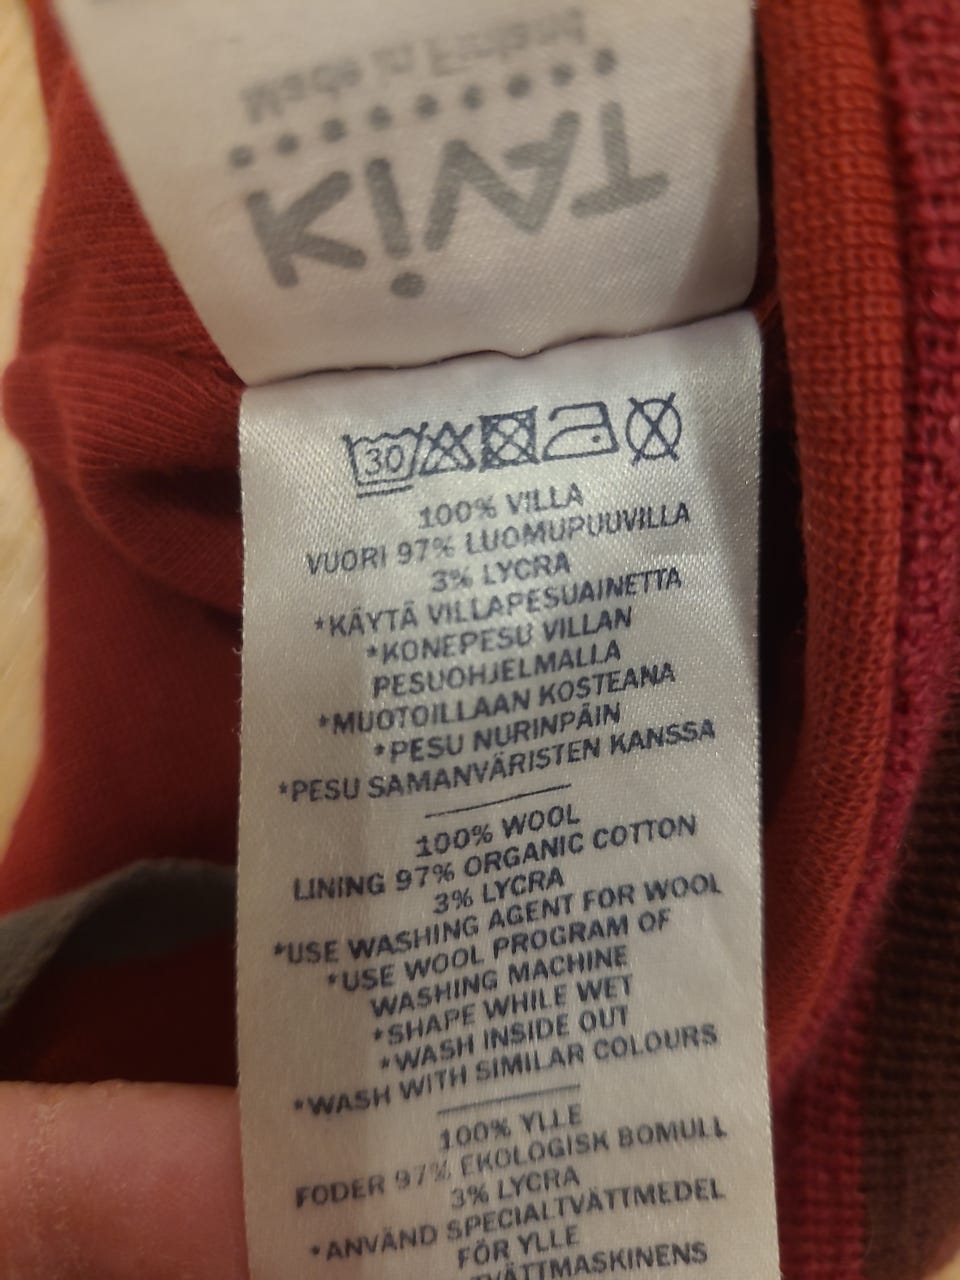 TAViKi
Made in Finland
30
100% VILLA
VUORI 97% LUOMUPUUVILLA
3% LYCRA
*KÄYTÄ VILLAPESUAINETTA
*KONEPESU VILLAN
PESUOHJELMALLA
*MUOTOILLAAN KOSTEANA
*PESU NURINPÄIN
*PESU SAMANVÄRISTEN KANSSA
100% WOOL
LINING 97% ORGANIC COTTON
3% LYCRA
*USE WASHING AGENT FOR WOOL
*USE WOOL PROGRAM OF
WASHING MACHINE
*SHAPE WHILE WET
*WASH INSIDE OUT
*WASH WITH SIMILAR COLOURS
100% YLLE
FODER 97% EKOLOGISK BOMULL
3% LYCRA
*ANVÄND SPECIALTVÄTTMEDEL
FÖR YLLE
TVÄTTMASKINENS